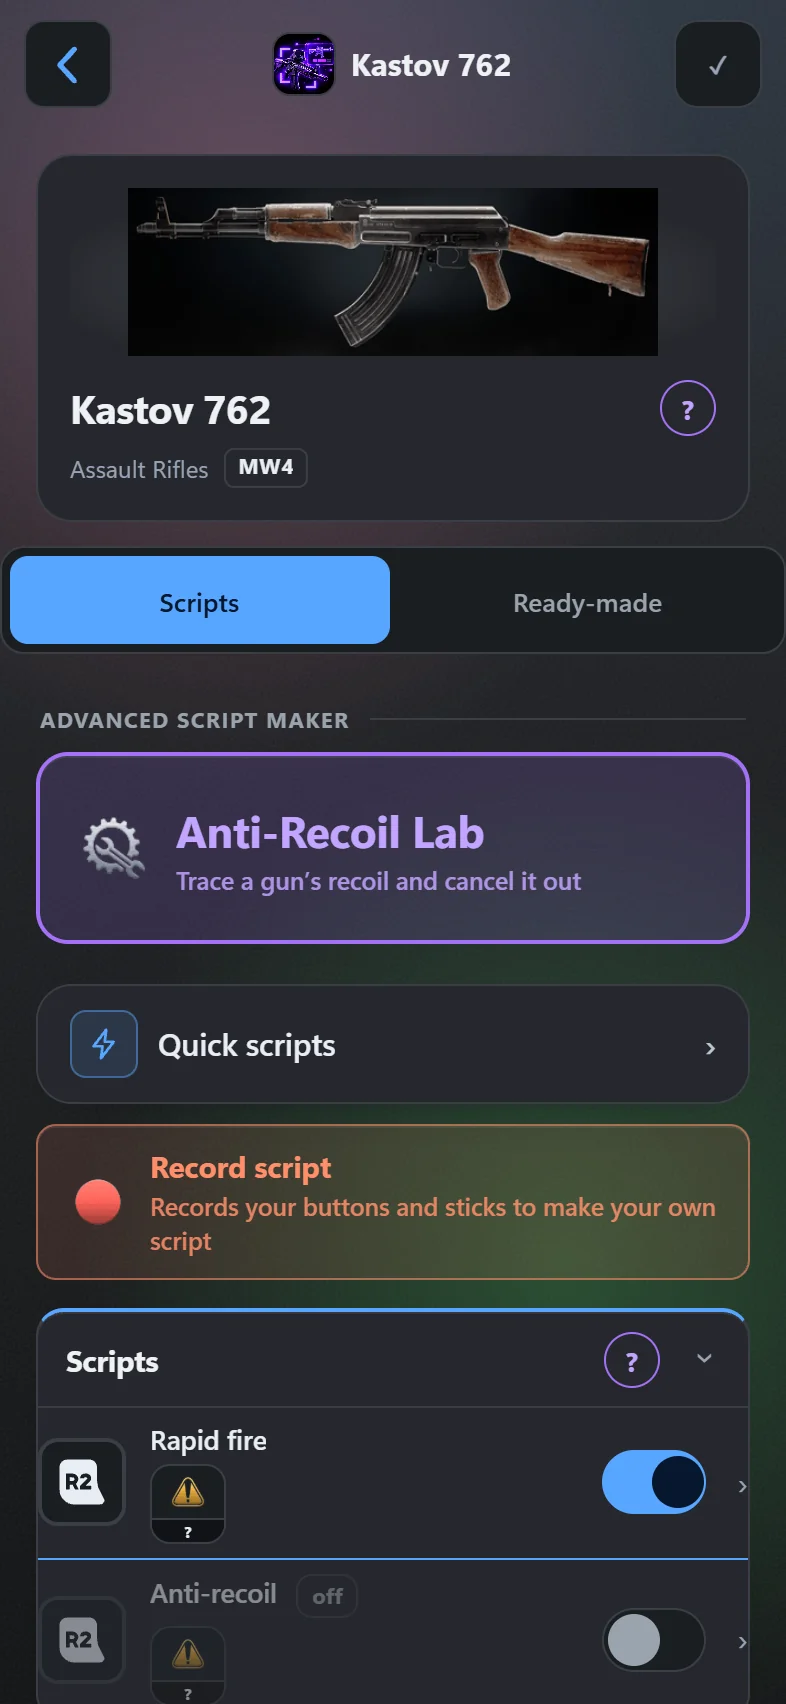 Kastov 762
✓
Kastov 762
?
Assault Rifles MW4
Scripts
Ready-made
ADVANCED SCRIPT MAKER
Anti-Recoil Lab
Trace a gun’s recoil and cancel it out
Quick scripts
Record script
Records your buttons and sticks to make your own
script
Scripts
?
Rapid fire
R2
?
Anti-recoil off
R2
?